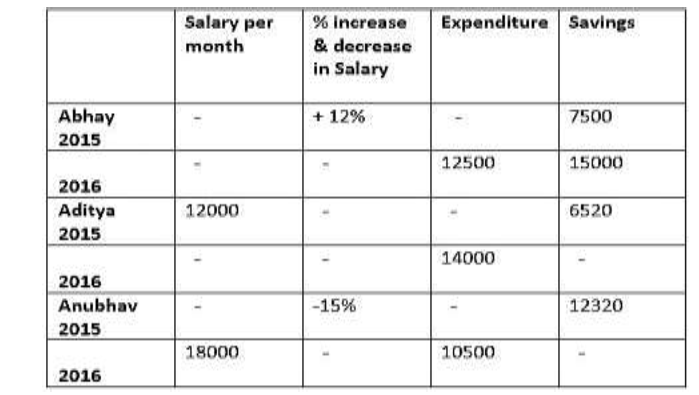 Salary per month % increase & decrease in Salary Expenditure Savings
Abhay 2015 - + 12% - 7500
2016 - - 12500 15000
Aditya 2015 12000 - - 6520
2016 - - 14000 -
Anubhav 2015 - -15% - 12320
2016 18000 - 10500 -